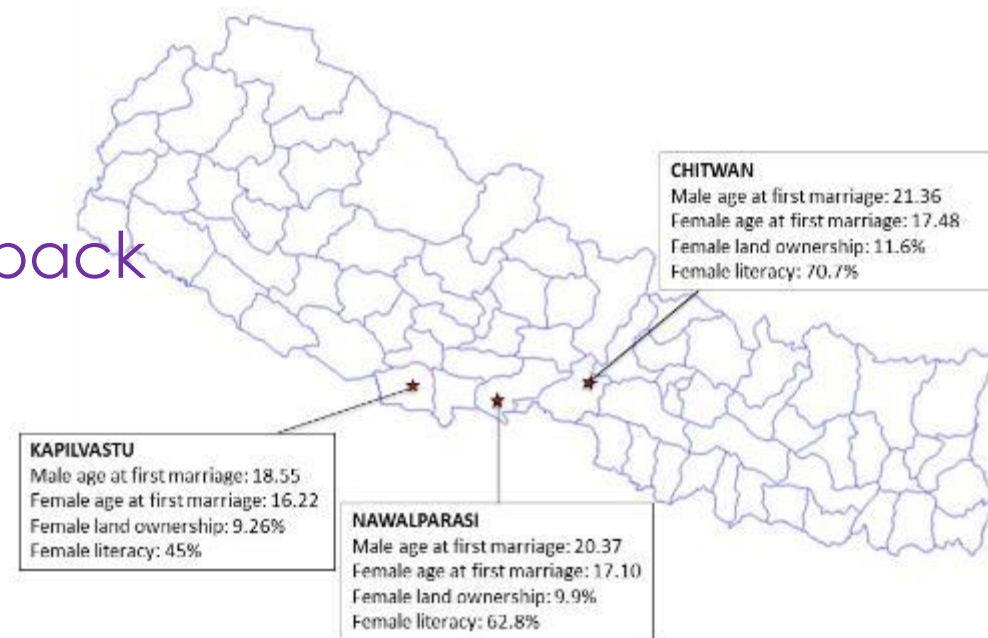 back
CHITWAN
Male age at first marriage: 21.36
Female age at first marriage: 17.48
Female land ownership: 11.6%
Female literacy: 70.7%
KAPILVASTU
Male age at first marriage: 18.55
Female age at first marriage: 16.22
Female land ownership: 9.26%
Female literacy: 45%
NAWALPARASI
Male age at first marriage: 20.37
Female age at first marriage: 17.10
Female land ownership: 9.9%
Female literacy: 62.8%